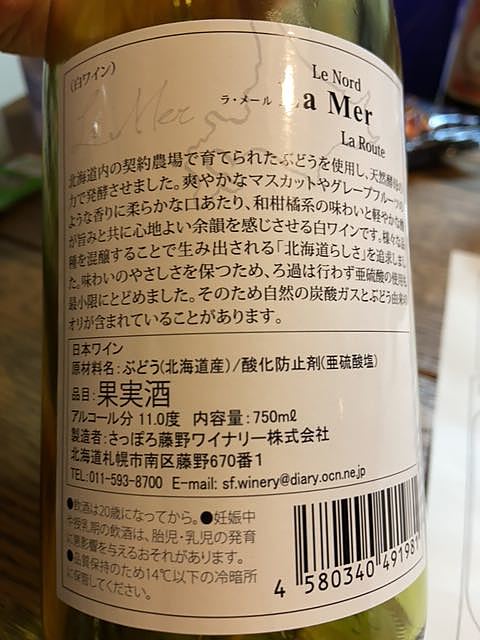 (白ワイン)
La Mer
Le Nord
ラ・メール La Mer
La Route
北海道内の契約農場で育てられたぶどうを使用し、天然酵母の
力で発酵させました。爽やかなマスカットやグレープフルーツの
ような香りに柔らかな口あたり、和柑橘系の味わいと軽やかな
が旨みと共に心地よい余韻を感じさせる白ワインです。様々な品
種を混醸することで生み出される「北海道らしさ」を追求しまし
た。味わいのやさしさを保つため、ろ過は行わず亜硫酸の使用も
最小限にとどめました。そのため自然の炭酸ガスとぶどう由来の
オリが含まれていることがあります。
日本ワイン
原材料名:ぶどう(北海道産)/酸化防止剤(亜硫酸塩)
品目:果実酒
アルコール分 11.0度 内容量:750mℓ
製造者:さっぽろ藤野ワイナリー株式会社
北海道札幌市南区藤野670番1
TEL:011-593-8700 E-mail: sf.winery@diary.ocn.ne.jp
●飲酒は20歳になってから。●妊娠中
や授乳期の飲酒は、胎児・乳児の発育
に悪影響を与えるおそれがあります。
●品質保持のため14℃以下の冷暗所
に保管してください。
4 580340 491981